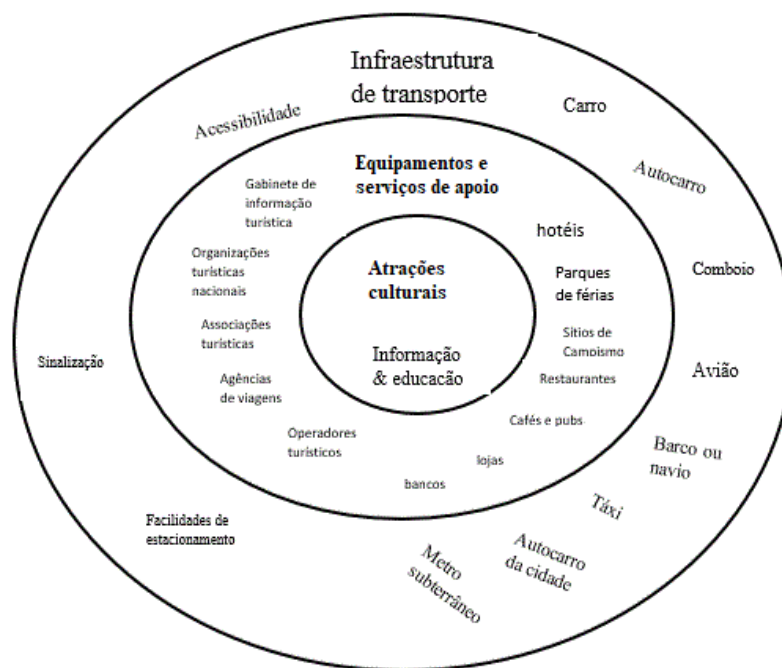 Infraestrutura
de transporte
Acessibilidade
Carro
Autocarro
Comboio
Avião
Barco ou
navio
Táxi
Autocarro
da cidade
Metro
subterrâneo
Facilidades de
estacionamento
Sinalização
Equipamentos e
serviços de apoio
Gabinete de
informação
turística
Organizações
turísticas
nacionais
Associações
turísticas
Agências
de viagens
Operadores
turísticos
bancos
lojas
Cafés e pubs
Restaurantes
Sítios de
Camoismo
Parques
de férias
hotéis
Atrações
culturais
Informação
& educacão